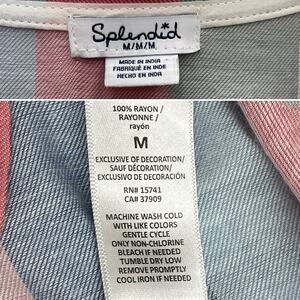 Splendid
M/M/M
MADE IN INDIA
FABRIQUÉ EN INDE
HECHO EN INDIA
100% RAYON/
RAYONNE/
rayón
M
EXCLUSIVE OF DECORATION/
SAUF DÉCORATION/
EXCLUSIVO DE DECORACIÓN
RN# 15741
CA# 37909
MACHINE WASH COLD
WITH LIKE COLORS
GENTLE CYCLE
ONLY NON-CHLORINE
BLEACH IF NEEDED
TUMBLE DRY LOW
REMOVE PROMPTLY
COOL IRON IF NEEDED